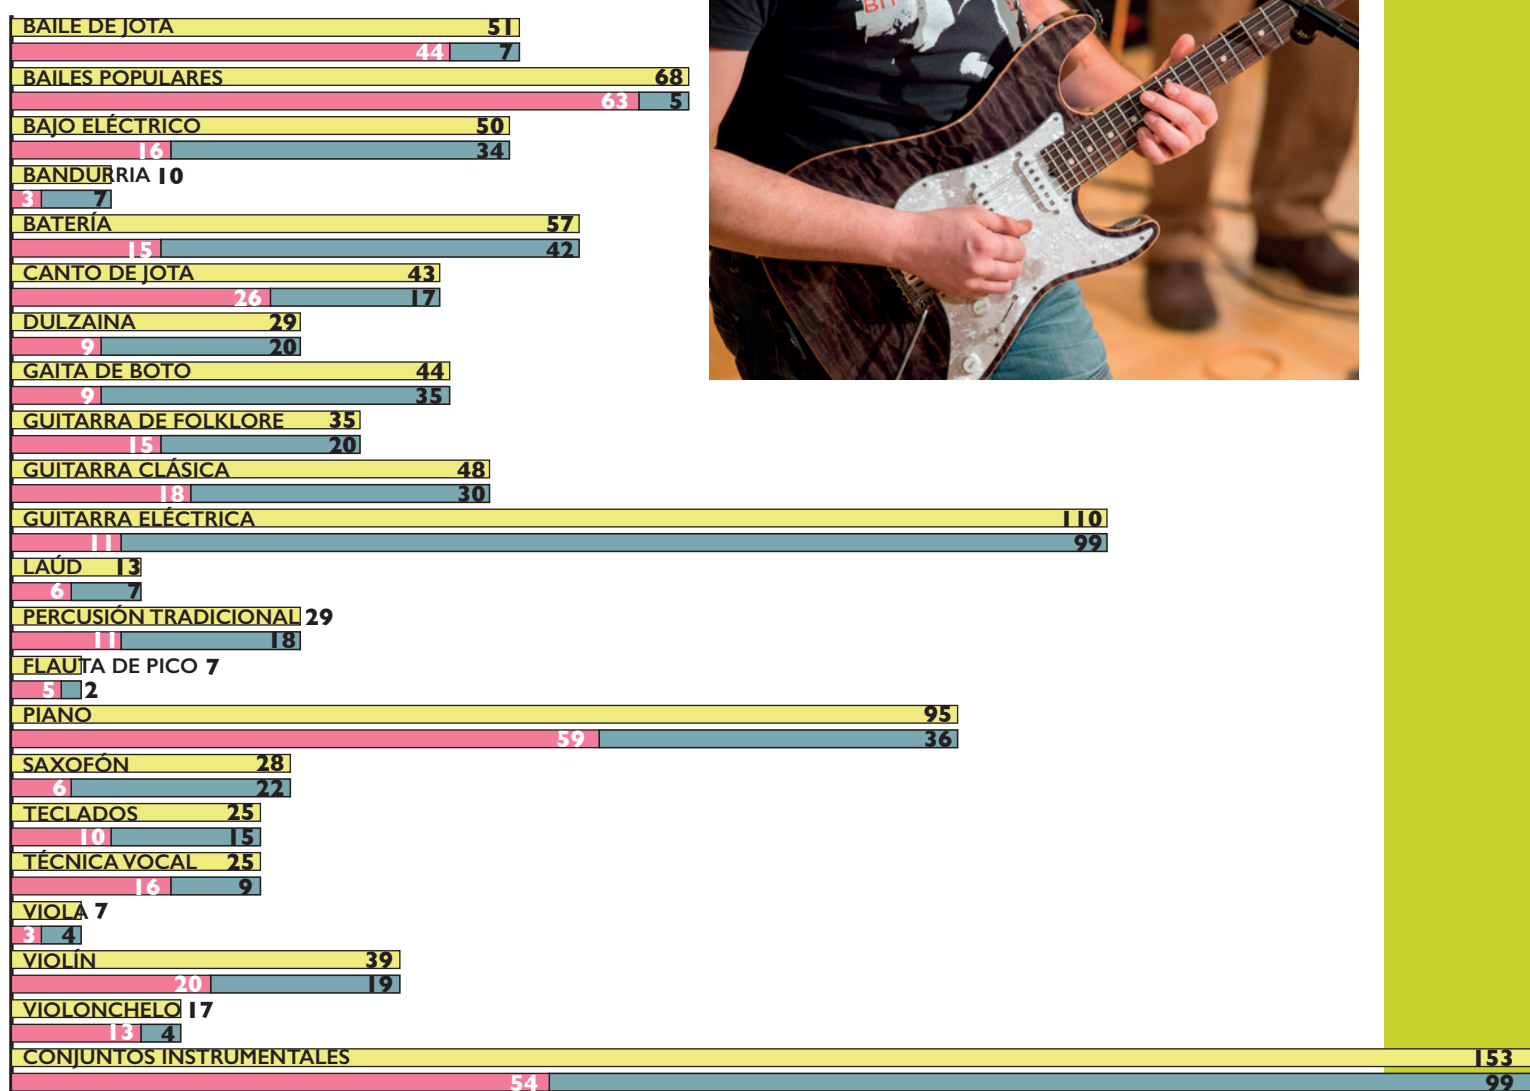 BAILE DE JOTA 51
44 7
BAILES POPULARES 68
63 5
BAJO ELÉCTRICO 50
16 34
BANDURRIA 10
3 7
BATERÍA 57
15 42
CANTO DE JOTA 43
26 17
DULZAINA 29
9 20
GAITA DE BOTO 44
9 35
GUITARRA DE FOLKLORE 35
15 20
GUITARRA CLÁSICA 48
18 30
GUITARRA ELÉCTRICA 110
11 99
LAÚD 13
6 7
PERCUSIÓN TRADICIONAL 29
11 18
FLAUTA DE PICO 7
5 2
PIANO 95
59 36
SAXOFÓN 28
6 22
TECLADOS 25
10 15
TÉCNICA VOCAL 25
16 9
VIOLA 7
3 4
VIOLÍN 39
20 19
VIOLONCHELO 17
13 4
CONJUNTOS INSTRUMENTALES 153
54 99